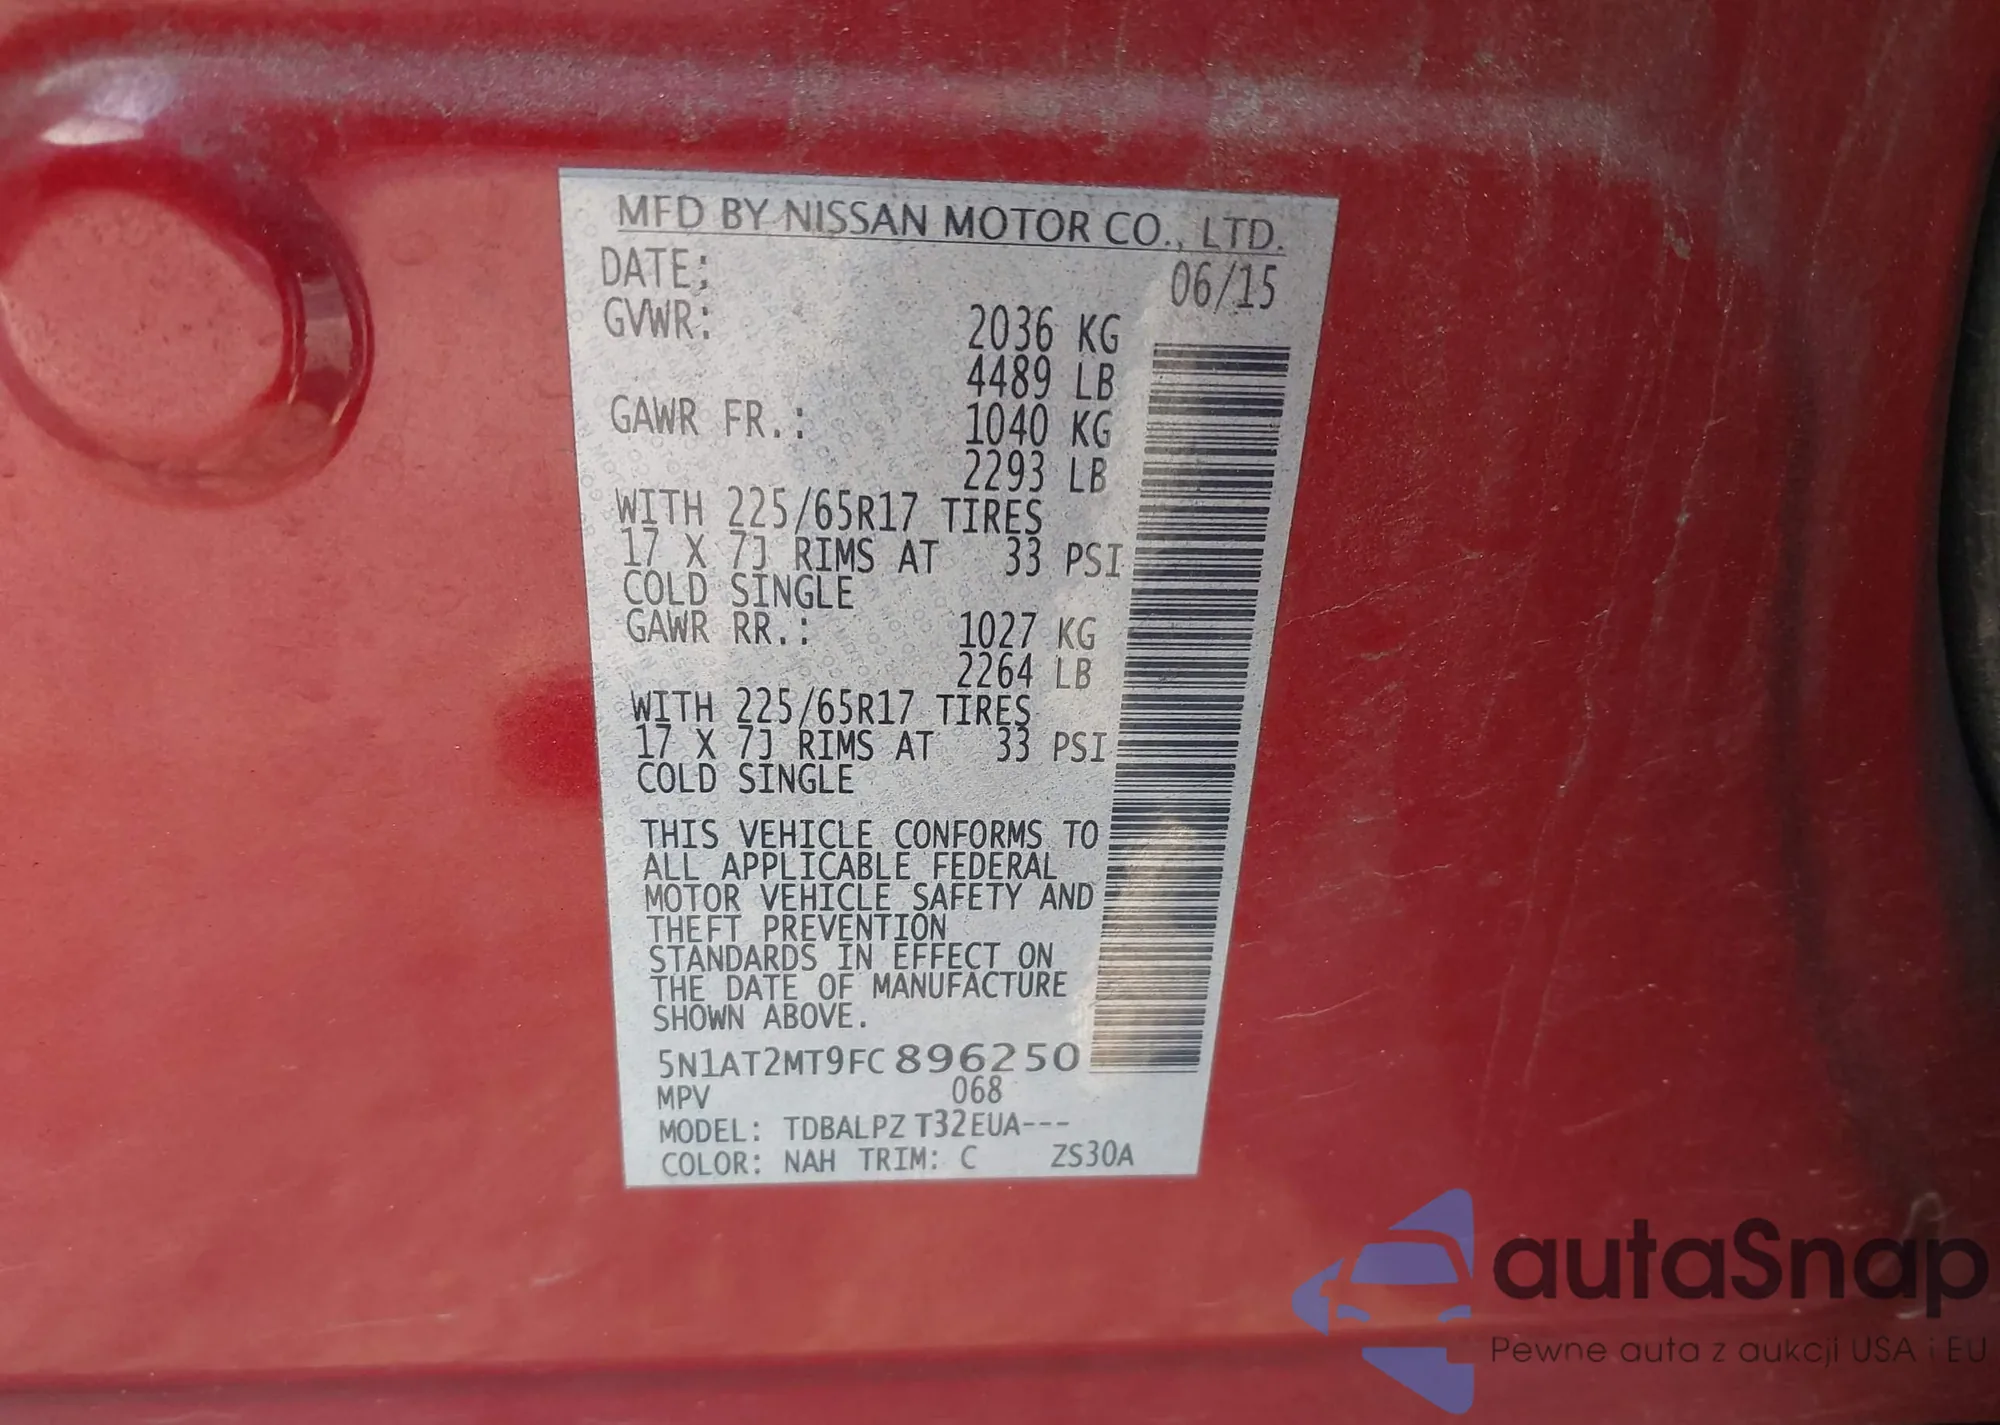 MFD BY NISSAN MOTOR CO., LTD.
DATE: 06/15
GVWR: 2036 KG
4489 LB
GAWR FR.: 1040 KG
2293 LB
WITH 225/65R17 TIRES
17 X 7J RIMS AT 33 PSI
COLD SINGLE
GAWR RR.: 1027 KG
2264 LB
WITH 225/65R17 TIRES
17 X 7J RIMS AT 33 PSI
COLD SINGLE
THIS VEHICLE CONFORMS TO
ALL APPLICABLE FEDERAL
MOTOR VEHICLE SAFETY AND
THEFT PREVENTION
STANDARDS IN EFFECT ON
THE DATE OF MANUFACTURE
SHOWN ABOVE.
5N1AT2MT9FC896250
MPV 068
MODEL: TDBALPZ T32EUA---
COLOR: NAH TRIM: C ZS30A
autaSnap
Pewne auta z aukcji USA i EU